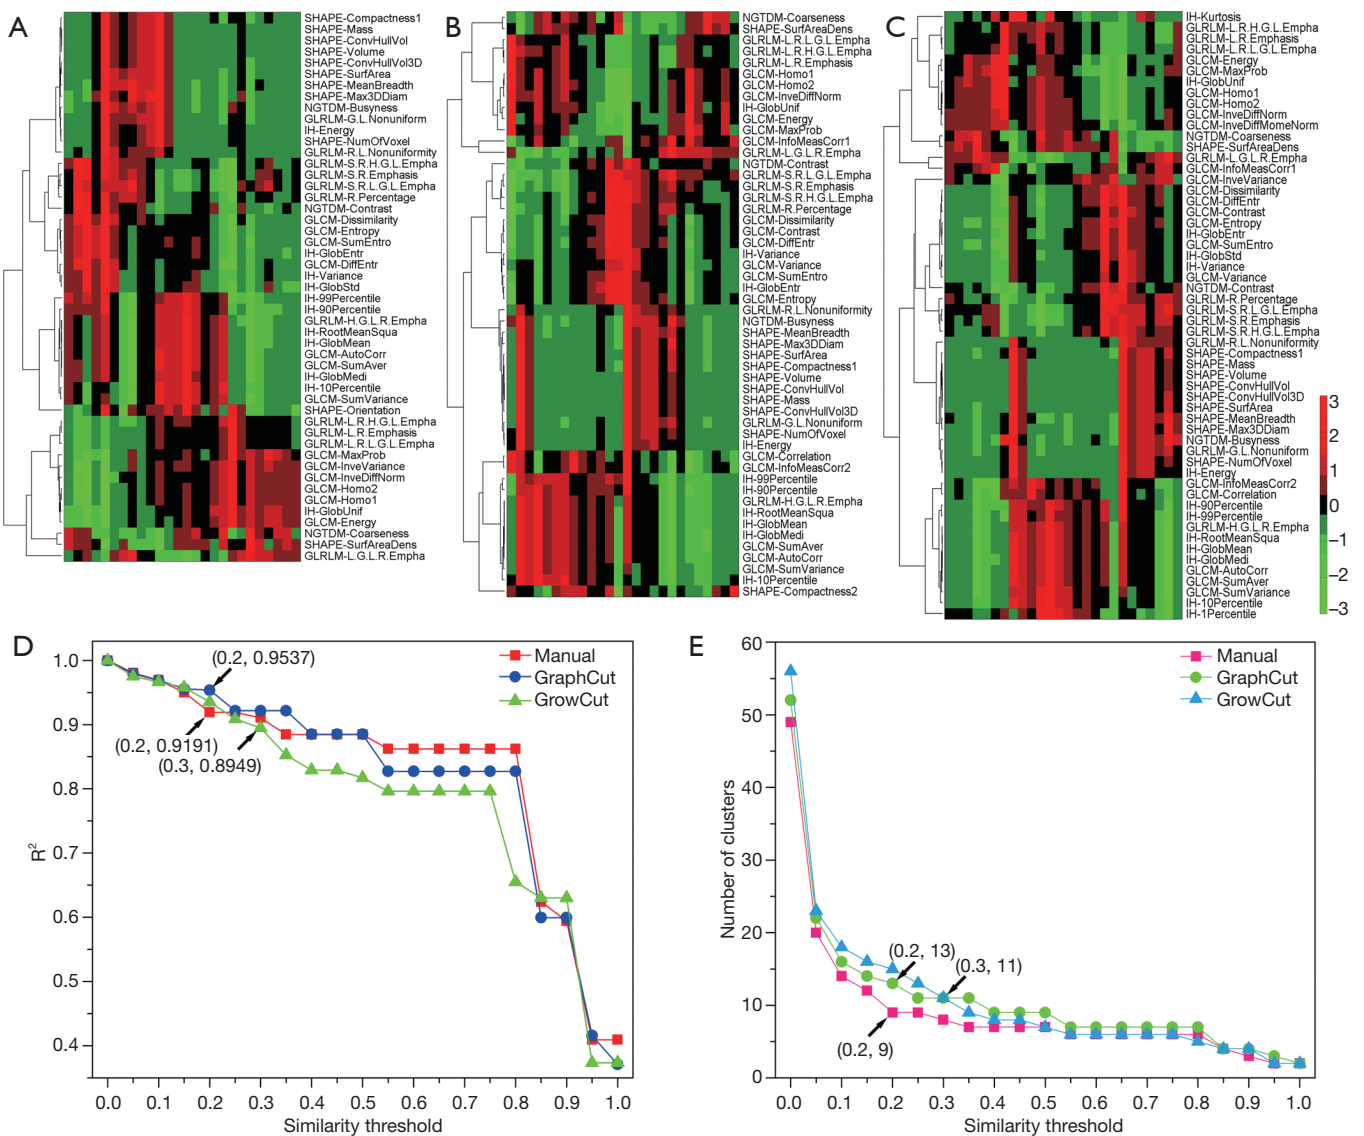 A
SHAPE-Compactness1
SHAPE-Mass
SHAPE-ConvHullVol
SHAPE-Volume
SHAPE-ConvHullVol3D
SHAPE-SurfArea
SHAPE-MeanBreadth
SHAPE-Max3DDiam
NGTDM-Busyness
GLRLM-G.L.Nonuniform
IH-Energy
SHAPE-NumOfVoxel
GLRLM-R.L.Nonuniformity
GLRLM-S.R.H.G.L.Empha
GLRLM-S.R.Emphasis
GLRLM-S.R.L.G.L.Empha
GLRLM-R.Percentage
NGTDM-Contrast
GLCM-Dissimilarity
GLCM-Entropy
GLCM-SumEntro
IH-GlobEntr
GLCM-DiffEntr
IH-Variance
IH-GlobStd
IH-99Percentile
IH-90Percentile
GLRLM-H.G.L.R.Empha
IH-RootMeanSqua
IH-GlobMean
GLCM-AutoCorr
GLCM-SumAver
IH-GlobMedi
IH-10Percentile
GLCM-SumVariance
SHAPE-Orientation
GLRLM-L.R.H.G.L.Empha
GLRLM-L.R.Emphasis
GLRLM-L.R.L.G.L.Empha
GLCM-MaxProb
GLCM-InveVariance
GLCM-InveDiffNorm
GLCM-Homo2
GLCM-Homo1
IH-GlobUnif
GLCM-Energy
NGTDM-Coarseness
SHAPE-SurfAreaDens
GLRLM-L.G.L.R.Empha
B
NGTDM-Coarseness
SHAPE-SurfAreaDens
GLRLM-L.R.L.G.L.Empha
GLRLM-L.R.H.G.L.Empha
GLRLM-L.R.Emphasis
GLCM-Homo1
GLCM-Homo2
GLCM-InveDiffNorm
IH-GlobUnif
GLCM-Energy
GLCM-MaxProb
GLCM-InfoMeasCorr1
GLRLM-L.G.L.R.Empha
NGTDM-Contrast
GLRLM-S.R.L.G.L.Empha
GLRLM-S.R.Emphasis
GLRLM-S.R.H.G.L.Empha
GLRLM-R.Percentage
GLCM-Dissimilarity
GLCM-Contrast
GLCM-DiffEntr
IH-Variance
GLCM-Variance
GLCM-SumEntro
IH-GlobEntr
GLCM-Entropy
GLRLM-R.L.Nonuniformity
NGTDM-Busyness
SHAPE-MeanBreadth
SHAPE-Max3DDiam
SHAPE-SurfArea
SHAPE-Compactness1
SHAPE-Volume
SHAPE-ConvHullVol
SHAPE-Mass
SHAPE-ConvHullVol3D
GLRLM-G.L.Nonuniform
SHAPE-NumOfVoxel
IH-Energy
GLCM-Correlation
GLCM-InfoMeasCorr2
IH-99Percentile
IH-90Percentile
GLRLM-H.G.L.R.Empha
IH-RootMeanSqua
IH-GlobMean
IH-GlobMedi
GLCM-SumAver
GLCM-AutoCorr
GLCM-SumVariance
IH-10Percentile
SHAPE-Compactness2
C
IH-Kurtosis
GLRLM-L.R.H.G.L.Empha
GLRLM-L.R.Emphasis
GLRLM-L.R.L.G.L.Empha
GLCM-Energy
GLCM-MaxProb
IH-GlobUnif
GLCM-Homo1
GLCM-Homo2
GLCM-InveDiffNorm
GLCM-InveDiffMomeNorm
NGTDM-Coarseness
SHAPE-SurfAreaDens
GLRLM-L.G.L.R.Empha
GLCM-InfoMeasCorr1
GLCM-InveVariance
GLCM-Dissimilarity
GLCM-DiffEntr
GLCM-Contrast
GLCM-Entropy
IH-GlobEntr
GLCM-SumEntro
IH-GlobStd
IH-Variance
GLCM-Variance
NGTDM-Contrast
GLRLM-R.Percentage
GLRLM-S.R.L.G.L.Empha
GLRLM-S.R.Emphasis
GLRLM-S.R.H.G.L.Empha
GLRLM-R.L.Nonuniformity
SHAPE-Compactness1
SHAPE-Mass
SHAPE-Volume
SHAPE-ConvHullVol
SHAPE-ConvHullVol3D
SHAPE-SurfArea
SHAPE-MeanBreadth
SHAPE-Max3DDiam
NGTDM-Busyness
GLRLM-G.L.Nonuniform
SHAPE-NumOfVoxel
IH-Energy
GLCM-InfoMeasCorr2
GLCM-Correlation
IH-90Percentile
IH-99Percentile
GLRLM-H.G.L.R.Empha
IH-RootMeanSqua
IH-GlobMean
IH-GlobMedi
GLCM-AutoCorr
GLCM-SumAver
GLCM-SumVariance
IH-10Percentile
IH-1Percentile
3
2
1
0
−1
−2
−3
D
1.0
0.9
0.8
0.7
0.6
0.5
0.4
R²
(0.2, 0.9537)
(0.2, 0.9191)
(0.3, 0.8949)
Manual
GraphCut
GrowCut
0.0 0.1 0.2 0.3 0.4 0.5 0.6 0.7 0.8 0.9 1.0
Similarity threshold
E
60
50
40
30
20
10
0
Number of clusters
Manual
GraphCut
GrowCut
(0.2, 13)
(0.3, 11)
(0.2, 9)
0.0 0.1 0.2 0.3 0.4 0.5 0.6 0.7 0.8 0.9 1.0
Similarity threshold